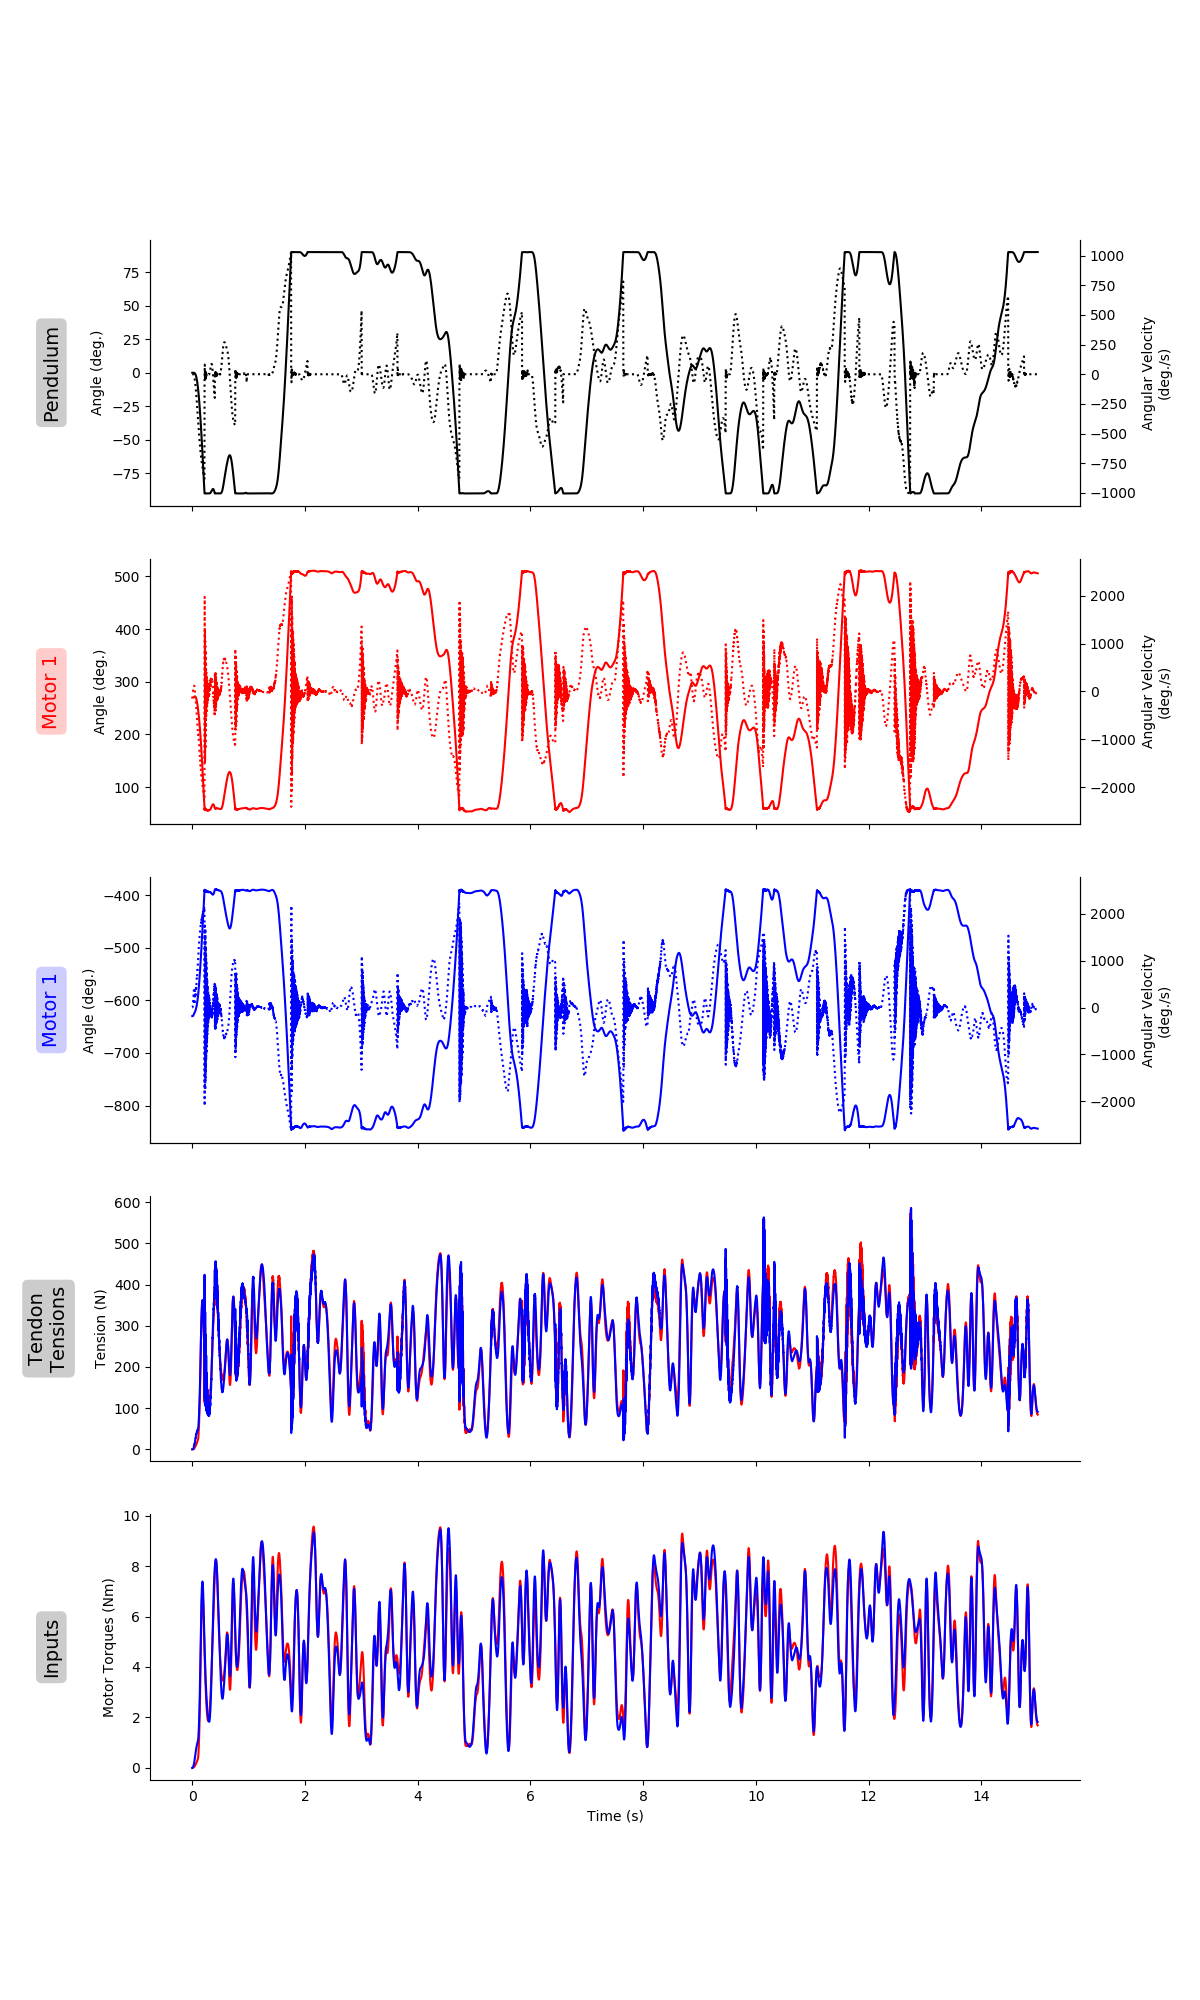 Pendulum
Angle (deg.)
75
50
25
0
−25
−50
−75
1000
750
500
250
0
−250
−500
−750
−1000
Angular Velocity
(deg./s)
Motor 1
Angle (deg.)
500
400
300
200
100
2000
1000
0
−1000
−2000
Angular Velocity
(deg./s)
Motor 1
Angle (deg.)
−400
−500
−600
−700
−800
2000
1000
0
−1000
−2000
Angular Velocity
(deg./s)
Tendon
Tensions
Tension (N)
600
500
400
300
200
100
0
Inputs
Motor Torques (Nm)
10
8
6
4
2
0
0 2 4 6 8 10 12 14
Time (s)